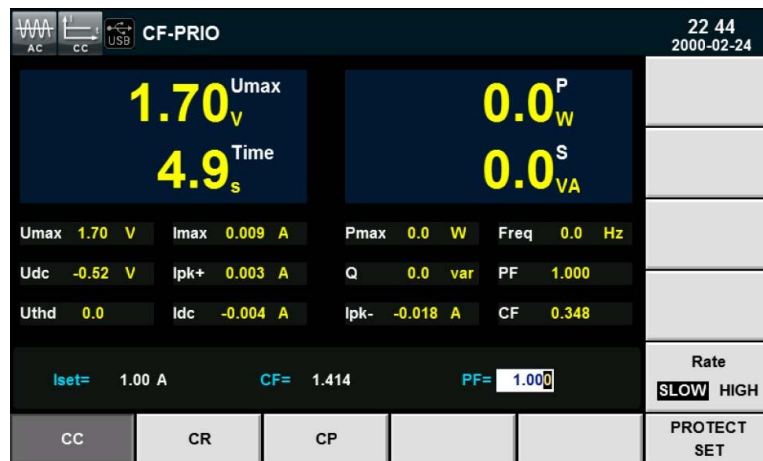 AC CC USB CF-PRIO 22 44
2000-02-24
1.70 Umax V 0.0 P W
4.9 Time s 0.0 S VA
Umax 1.70 V Imax 0.009 A Pmax 0.0 W Freq 0.0 Hz
Udc -0.52 V Ipk+ 0.003 A Q 0.0 var PF 1.000
Uthd 0.0 Idc -0.004 A Ipk- -0.018 A CF 0.348
Iset= 1.00 A CF= 1.414 PF= 1.000
Rate
SLOW HIGH
CC CR CP PROTECT
SET